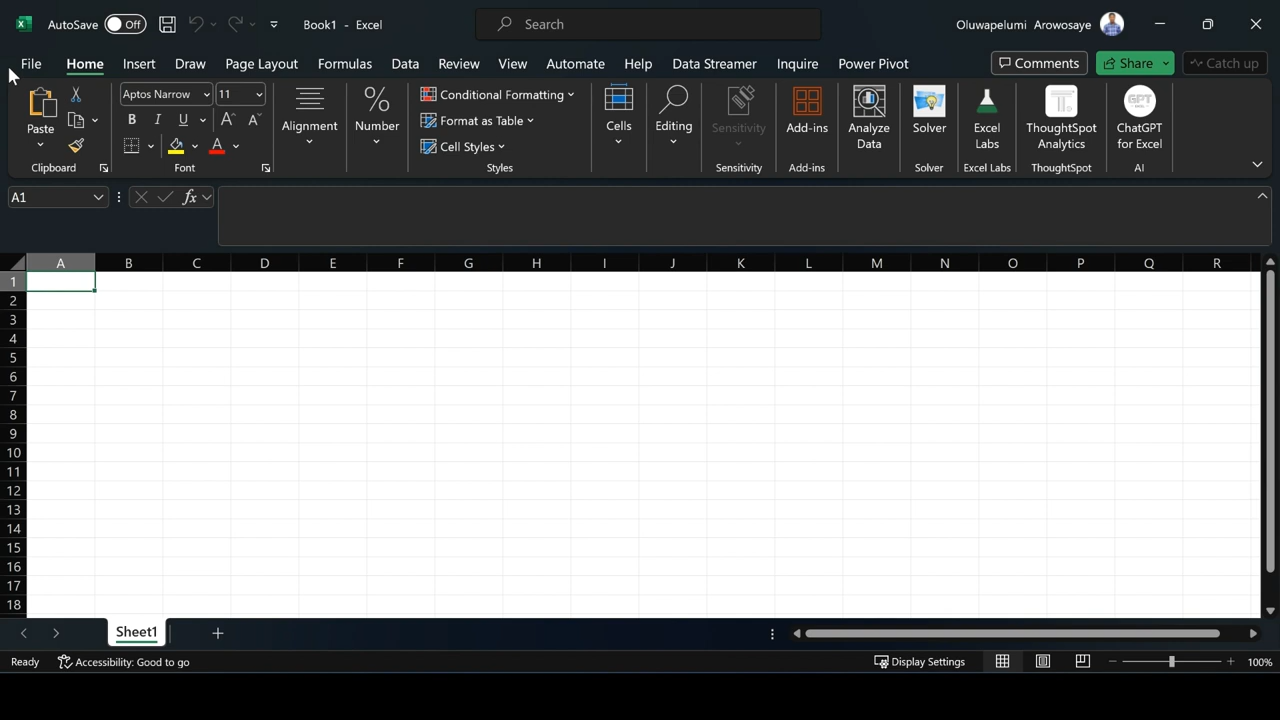 AutoSave Off Book1 - Excel Search Oluwapelumi Arowosaye
File Home Insert Draw Page Layout Formulas Data Review View Automate Help Data Streamer Inquire Power Pivot Comments Share Catch up
Paste
Clipboard
Aptos Narrow 11
B I U A A
A
Font
Alignment
% Number
Conditional Formatting
Format as Table
Cell Styles
Styles
Cells
Editing
Sensitivity
Sensitivity
Add-ins
Add-ins
Analyze
Data
Solver
Solver
Excel
Labs
Excel Labs
ThoughtSpot
Analytics
ThoughtSpot
GPT
ChatGPT
for Excel
AI
A1 fx
A B C D E F G H I J K L M N O P Q R
1
2
3
4
5
6
7
8
9
10
11
12
13
14
15
16
17
18
Sheet1
Ready Accessibility: Good to go Display Settings 100%